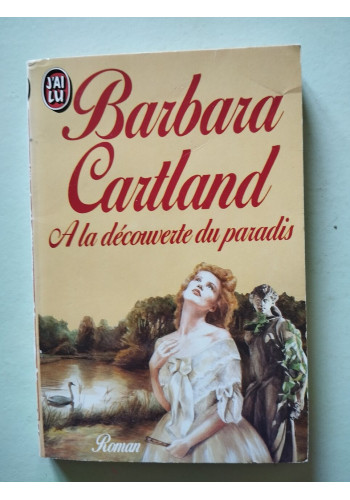 J'AI
LU
Barbara
Cartland
A la découverte du paradis
Roman